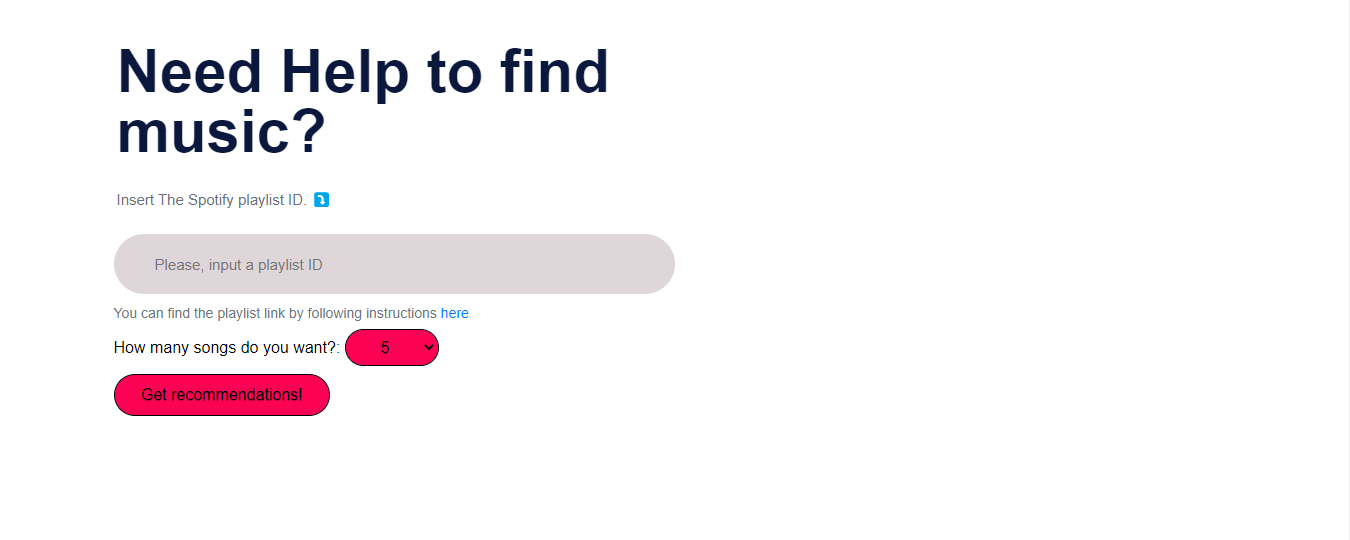 Need Help to find
music?
Insert The Spotify playlist ID. ⤵️
Please, input a playlist ID
You can find the playlist link by following instructions here
How many songs do you want?: 5
Get recommendations!